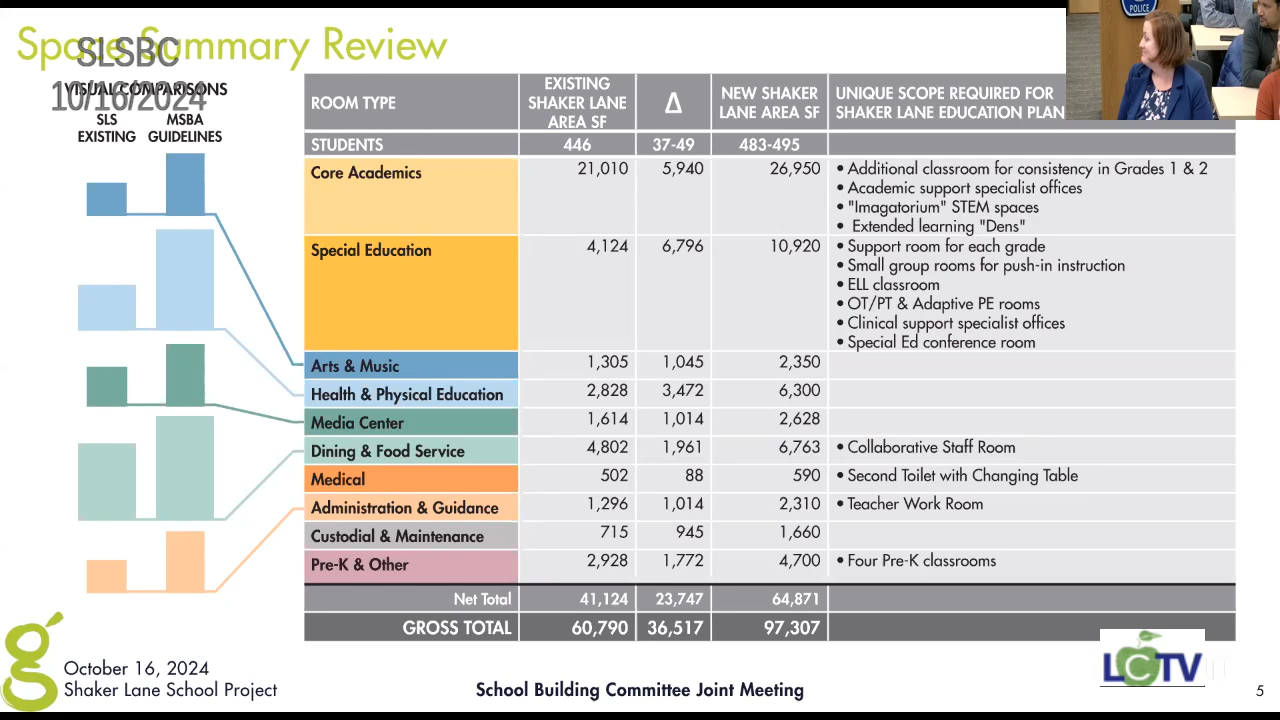 Space Summary Review
SLSBC
10/16/2024
VISUAL COMPARISONS
SLS EXISTING
MSBA GUIDELINES
ROOM TYPE
EXISTING SHAKER LANE AREA SF
Δ
NEW SHAKER LANE AREA SF
UNIQUE SCOPE REQUIRED FOR
SHAKER LANE EDUCATION PLAN
STUDENTS 446 37-49 483-495
Core Academics 21,010 5,940 26,950 • Additional classroom for consistency in Grades 1 & 2
• Academic support specialist offices
• "Imagatorium" STEM spaces
• Extended learning "Dens"
Special Education 4,124 6,796 10,920 • Support room for each grade
• Small group rooms for push-in instruction
• ELL classroom
• OT/PT & Adaptive PE rooms
• Clinical support specialist offices
• Special Ed conference room
Arts & Music 1,305 1,045 2,350
Health & Physical Education 2,828 3,472 6,300
Media Center 1,614 1,014 2,628
Dining & Food Service 4,802 1,961 6,763 • Collaborative Staff Room
Medical 502 88 590 • Second Toilet with Changing Table
Administration & Guidance 1,296 1,014 2,310 • Teacher Work Room
Custodial & Maintenance 715 945 1,660
Pre-K & Other 2,928 1,772 4,700 • Four Pre-K classrooms
Net Total 41,124 23,747 64,871
GROSS TOTAL 60,790 36,517 97,307
October 16, 2024
Shaker Lane School Project
School Building Committee Joint Meeting
LCTV
5
POLICE